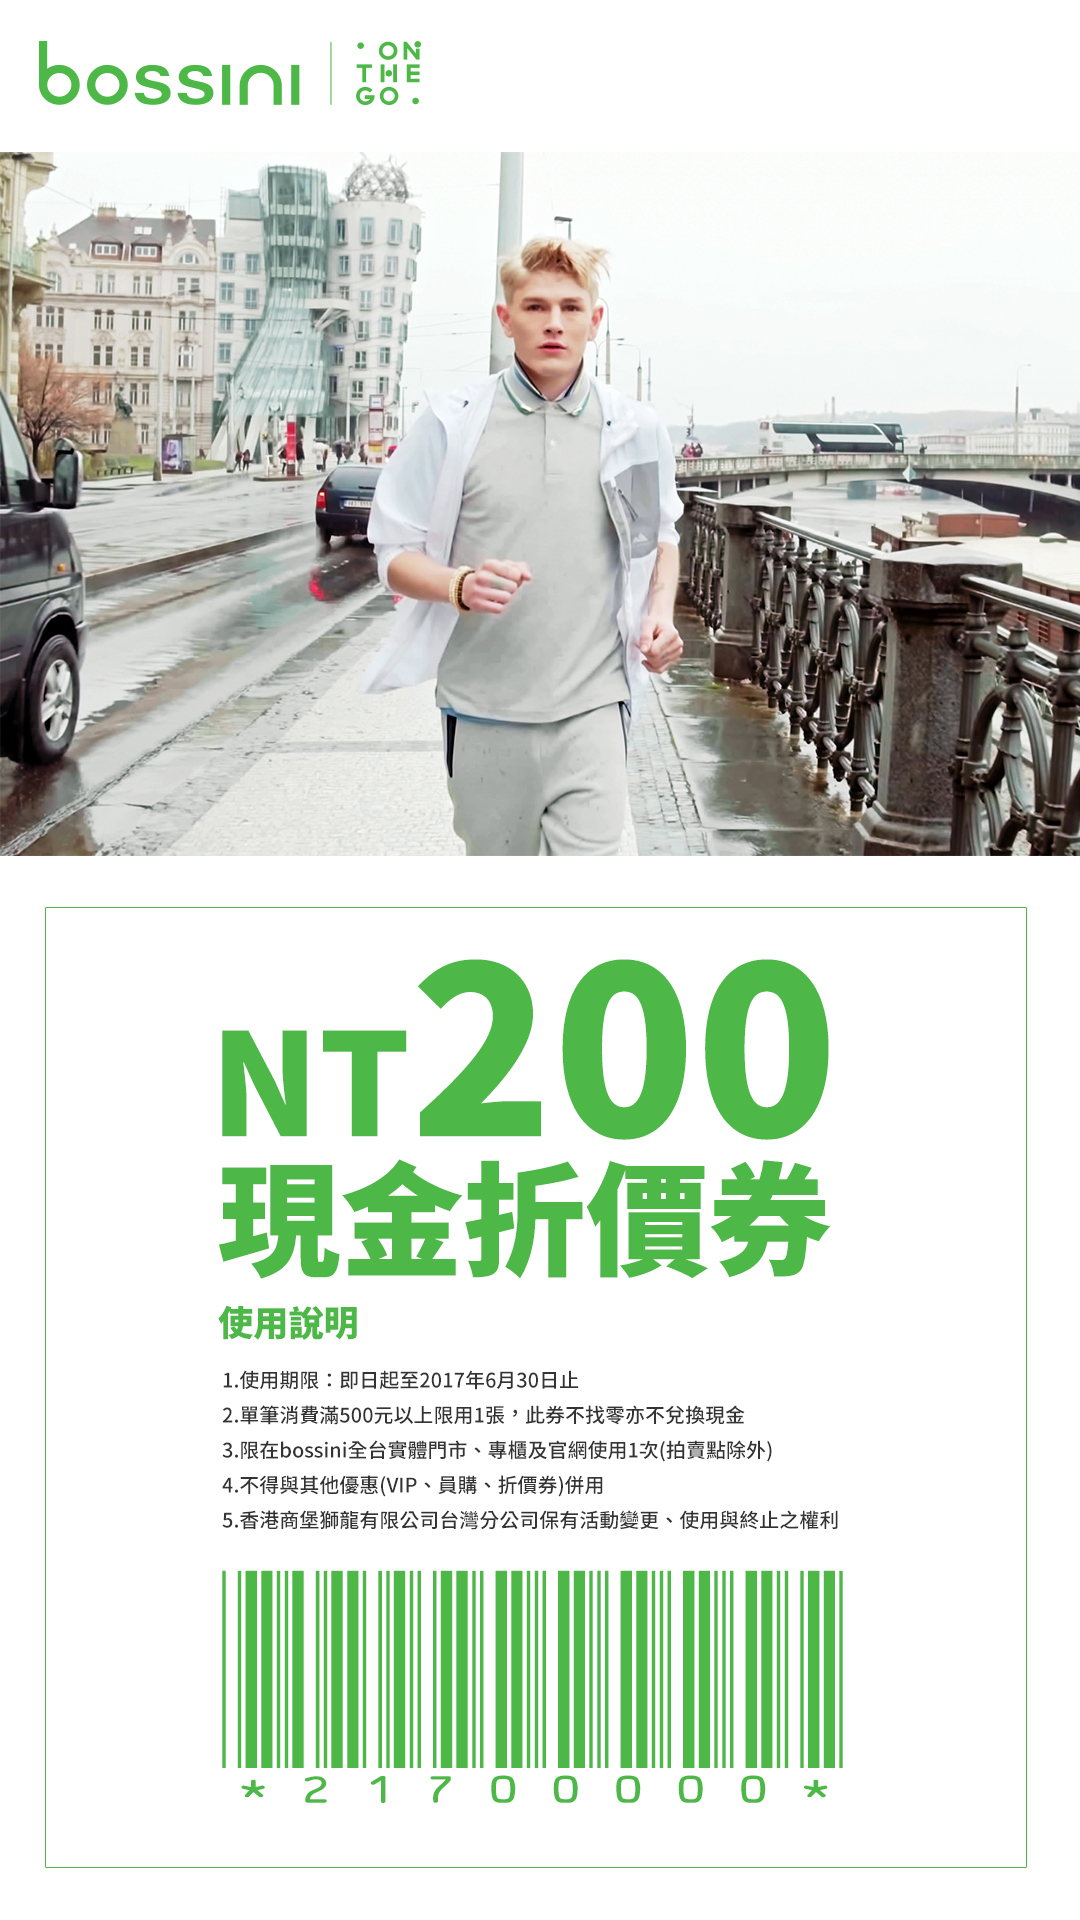 bossini
ON
THE
GO
NT200
現金折價券
使用說明
1.使用期限：即日起至2017年6月30日止
2.單筆消費滿500元以上限用1張，此券不找零亦不兌換現金
3.限在bossini全台實體門市、專櫃及官網使用1次(拍賣點除外)
4.不得與其他優惠(VIP、員購、折價券)併用
5.香港商堡獅龍有限公司台灣分公司保有活動變更、使用與終止之權利
*21700000*